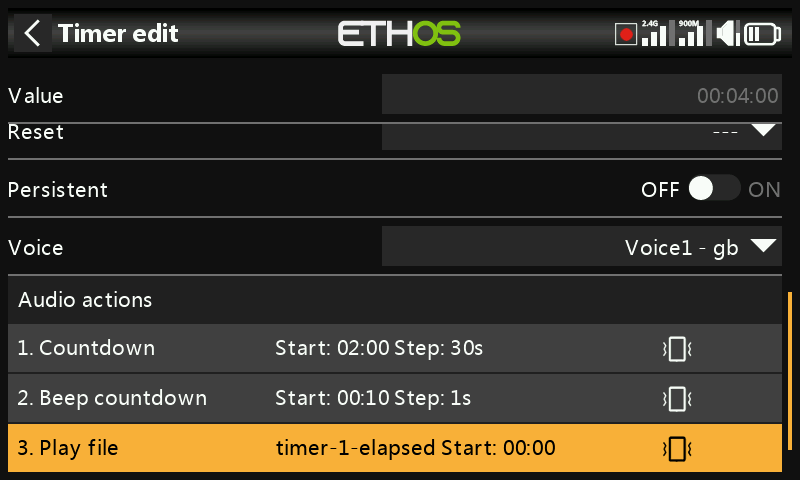 Timer edit ETHOS 2.4G 900M
Value 00:04:00
Reset ---
Persistent OFF ON
Voice Voice1 - gb
Audio actions
1. Countdown Start: 02:00 Step: 30s
2. Beep countdown Start: 00:10 Step: 1s
3. Play file timer-1-elapsed Start: 00:00